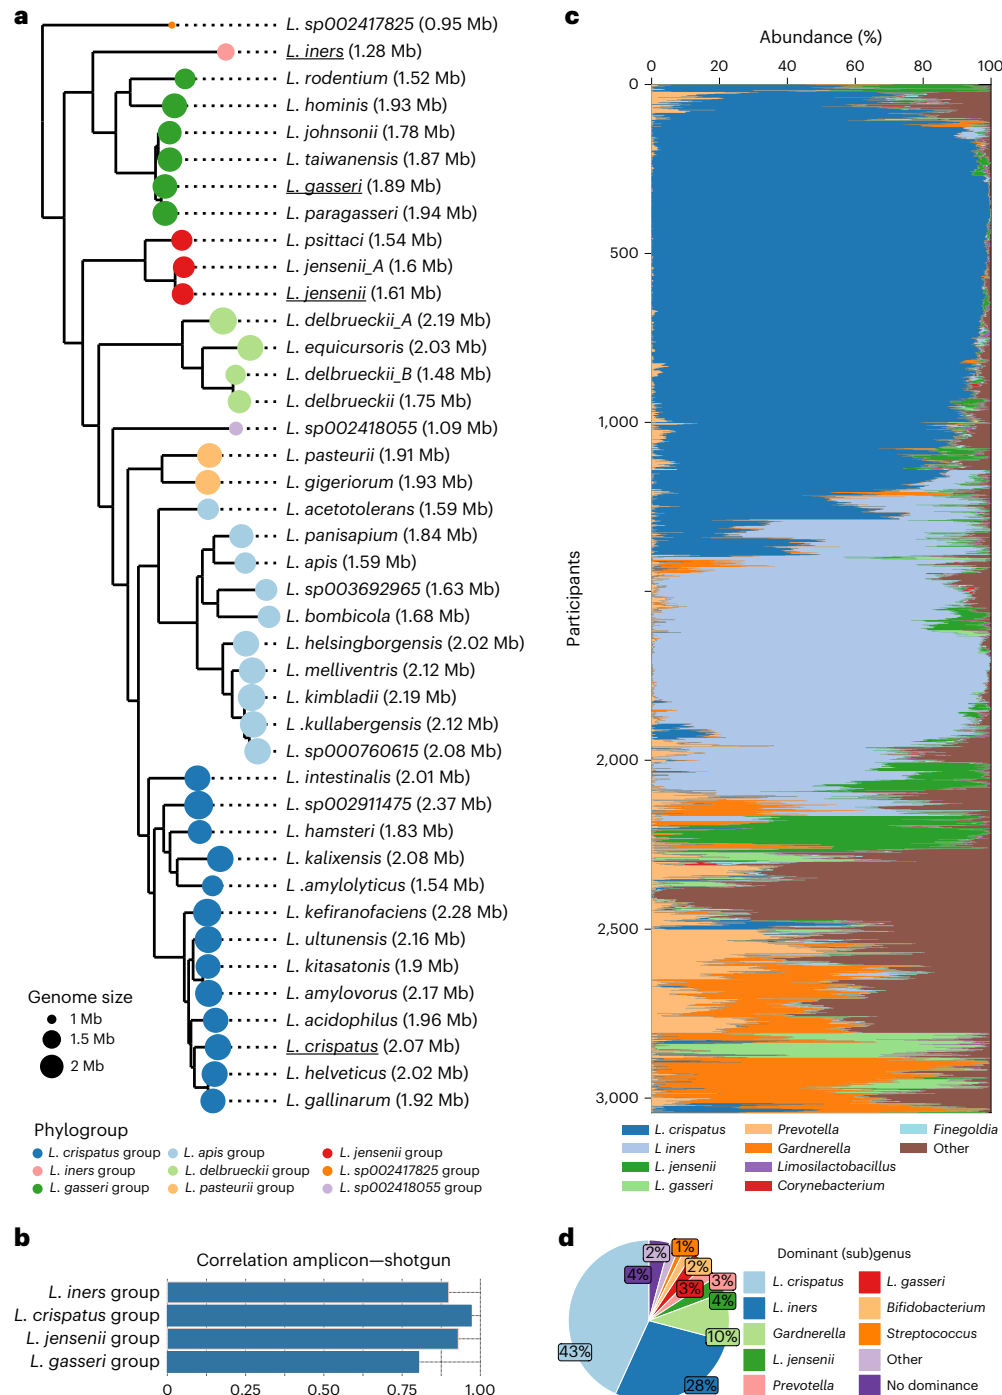 a
L. sp002417825 (0.95 Mb)
L. iners (1.28 Mb)
L. rodentium (1.52 Mb)
L. hominis (1.93 Mb)
L. johnsonii (1.78 Mb)
L. taiwanensis (1.87 Mb)
L. gasseri (1.89 Mb)
L. paragasseri (1.94 Mb)
L. psittaci (1.54 Mb)
L. jensenii_A (1.6 Mb)
L. jensenii (1.61 Mb)
L. delbrueckii_A (2.19 Mb)
L. equicursoris (2.03 Mb)
L. delbrueckii_B (1.48 Mb)
L. delbrueckii (1.75 Mb)
L. sp002418055 (1.09 Mb)
L. pasteurii (1.91 Mb)
L. gigeriorum (1.93 Mb)
L. acetotolerans (1.59 Mb)
L. panisapium (1.84 Mb)
L. apis (1.59 Mb)
L. sp003692965 (1.63 Mb)
L. bombicola (1.68 Mb)
L. helsingborgensis (2.02 Mb)
L. melliventris (2.12 Mb)
L. kimbladii (2.19 Mb)
L .kullabergensis (2.12 Mb)
L. sp000760615 (2.08 Mb)
L. intestinalis (2.01 Mb)
L. sp002911475 (2.37 Mb)
L. hamsteri (1.83 Mb)
L. kalixensis (2.08 Mb)
L .amylolyticus (1.54 Mb)
L. kefiranofaciens (2.28 Mb)
L. ultunensis (2.16 Mb)
L. kitasatonis (1.9 Mb)
L. amylovorus (2.17 Mb)
L. acidophilus (1.96 Mb)
L. crispatus (2.07 Mb)
L. helveticus (2.02 Mb)
L. gallinarum (1.92 Mb)
Genome size
1 Mb
1.5 Mb
2 Mb
Phylogroup
L. crispatus group
L. apis group
L. jensenii group
L. iners group
L. delbrueckii group
L. sp002417825 group
L. gasseri group
L. pasteurii group
L. sp002418055 group
b
Correlation amplicon—shotgun
L. iners group
L. crispatus group
L. jensenii group
L. gasseri group
0 0.25 0.50 0.75 1.00
c
Abundance (%)
0 20 40 60 80 100
Participants
0
500
1,000
2,000
2,500
3,000
L. crispatus
Prevotella
Finegoldia
L iners
Gardnerella
Other
L. jensenii
Limosilactobacillus
L. gasseri
Corynebacterium
d
43%
4%
2%
1%
2%
3%
3%
4%
10%
28%
Dominant (sub)genus
L. crispatus
L. gasseri
L. iners
Bifidobacterium
Gardnerella
Streptococcus
L. jensenii
Other
Prevotella
No dominance